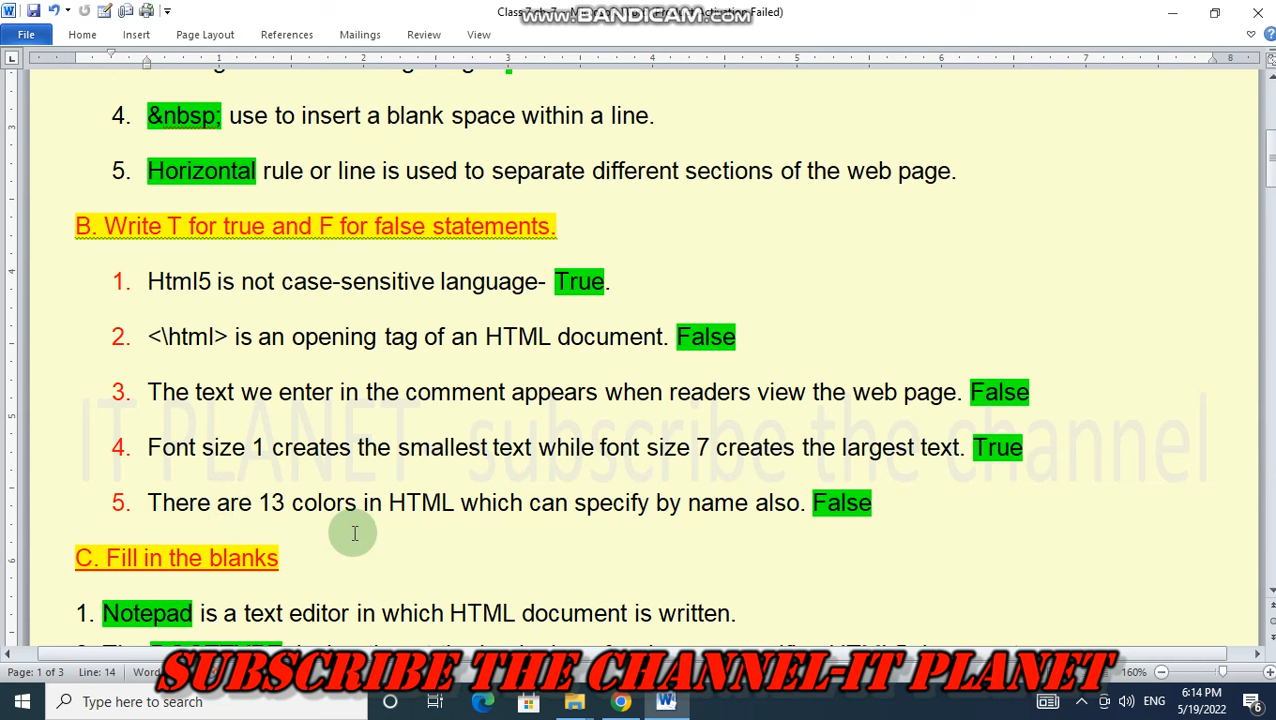 www.BANDICAM.com
File Home Insert Page Layout References Mailings Review View
4. &nbsp; use to insert a blank space within a line.
5. Horizontal rule or line is used to separate different sections of the web page.
B. Write T for true and F for false statements.
1. Html5 is not case-sensitive language- True.
2. <\html> is an opening tag of an HTML document. False
3. The text we enter in the comment appears when readers view the web page. False
IT PLANET subscribe the channel
4. Font size 1 creates the smallest text while font size 7 creates the largest text. True
5. There are 13 colors in HTML which can specify by name also. False
C. Fill in the blanks
1. Notepad is a text editor in which HTML document is written.
SUBSCRIBE THE CHANNEL-IT PLANET
Page: 1 of 3 Line: 14 160%
Type here to search
ENG
6:14 PM
5/19/2022
6